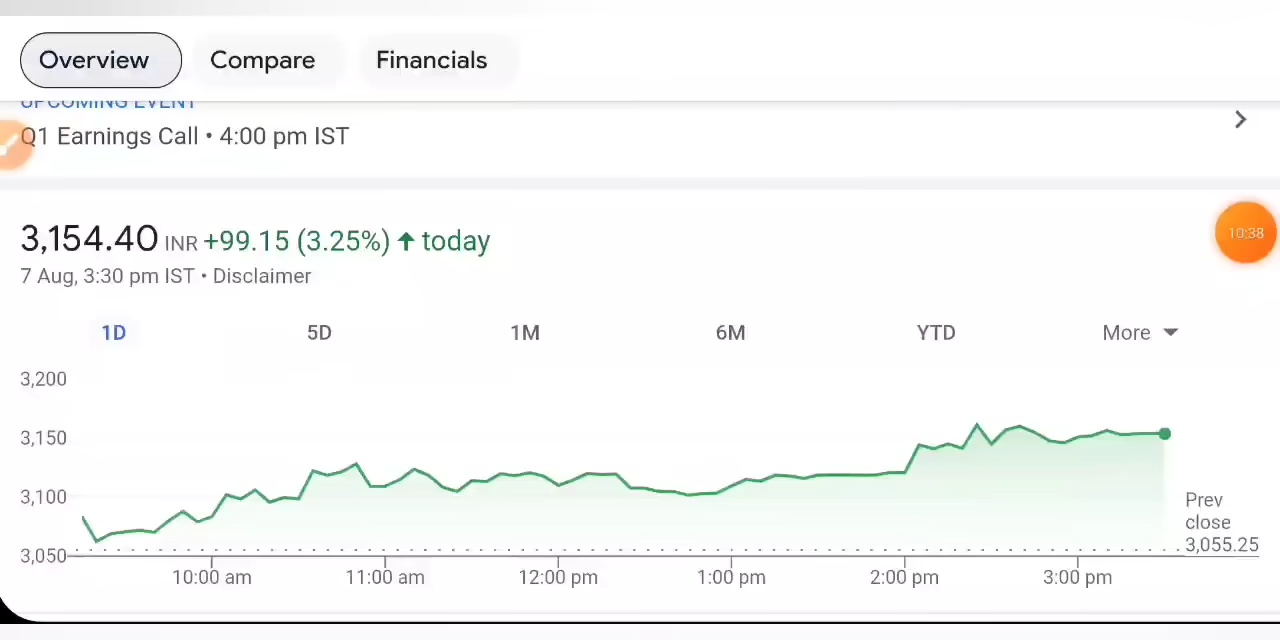 Overview Compare Financials
UPCOMING EVENT
Q1 Earnings Call • 4:00 pm IST
3,154.40 INR +99.15 (3.25%) ↑ today
10:38
7 Aug, 3:30 pm IST • Disclaimer
1D 5D 1M 6M YTD More
3,200
3,150
3,100
3,050
Prev
close
3,055.25
10:00 am 11:00 am 12:00 pm 1:00 pm 2:00 pm 3:00 pm